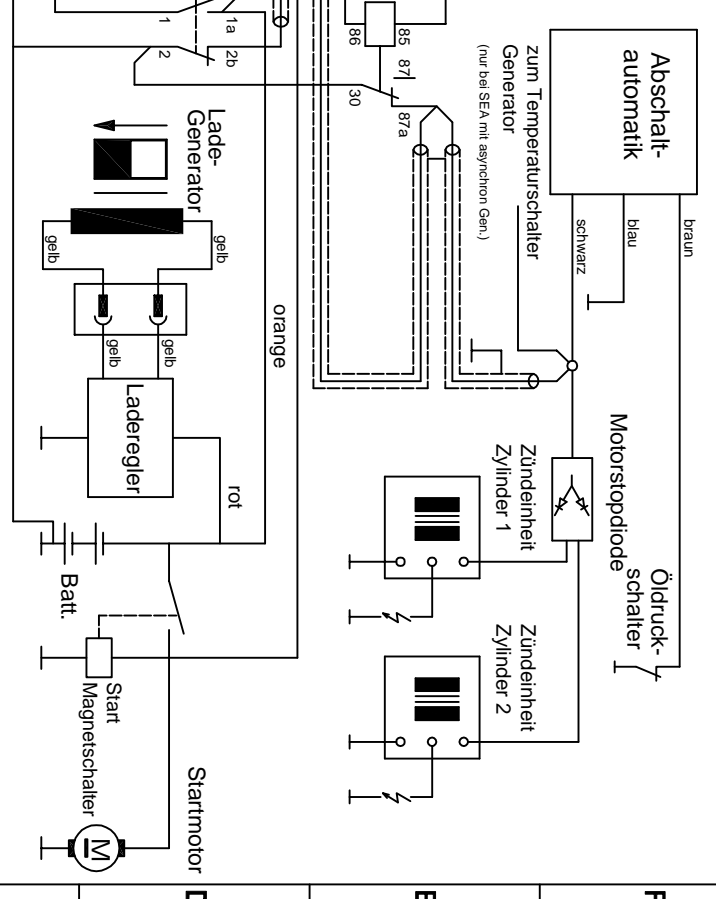 Abschalt-
automatik
zum Temperaturschalter
Generator
(nur bei SEA mit asynchron Gen.)
braun
blau
schwarz
85
86
87
87a
30
1
1a
2
2b
Lade-
Generator
gelb
gelb
gelb
gelb
orange
Laderegler
rot
Batt.
Motorstopdiode
Öldruck-
schalter
Zündeinheit
Zylinder 1
Zündeinheit
Zylinder 2
Start
Magnetschalter
Startmotor
M